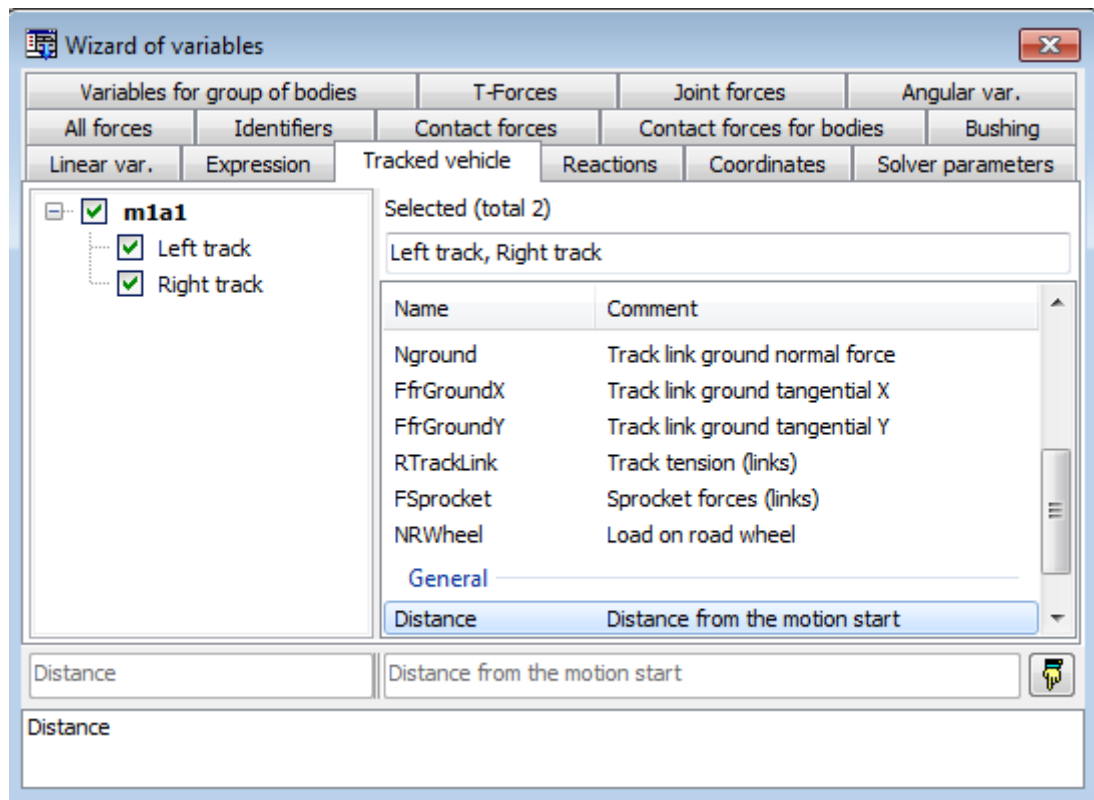 Wizard of variables
Variables for group of bodies T-Forces Joint forces Angular var.
All forces Identifiers Contact forces Contact forces for bodies Bushing
Linear var. Expression Tracked vehicle Reactions Coordinates Solver parameters
m1a1
Left track
Right track
Selected (total 2)
Left track, Right track
Name Comment
Nground Track link ground normal force
FfrGroundX Track link ground tangential X
FfrGroundY Track link ground tangential Y
RTrackLink Track tension (links)
FSprocket Sprocket forces (links)
NRWheel Load on road wheel
General
Distance Distance from the motion start
Distance Distance from the motion start
Distance